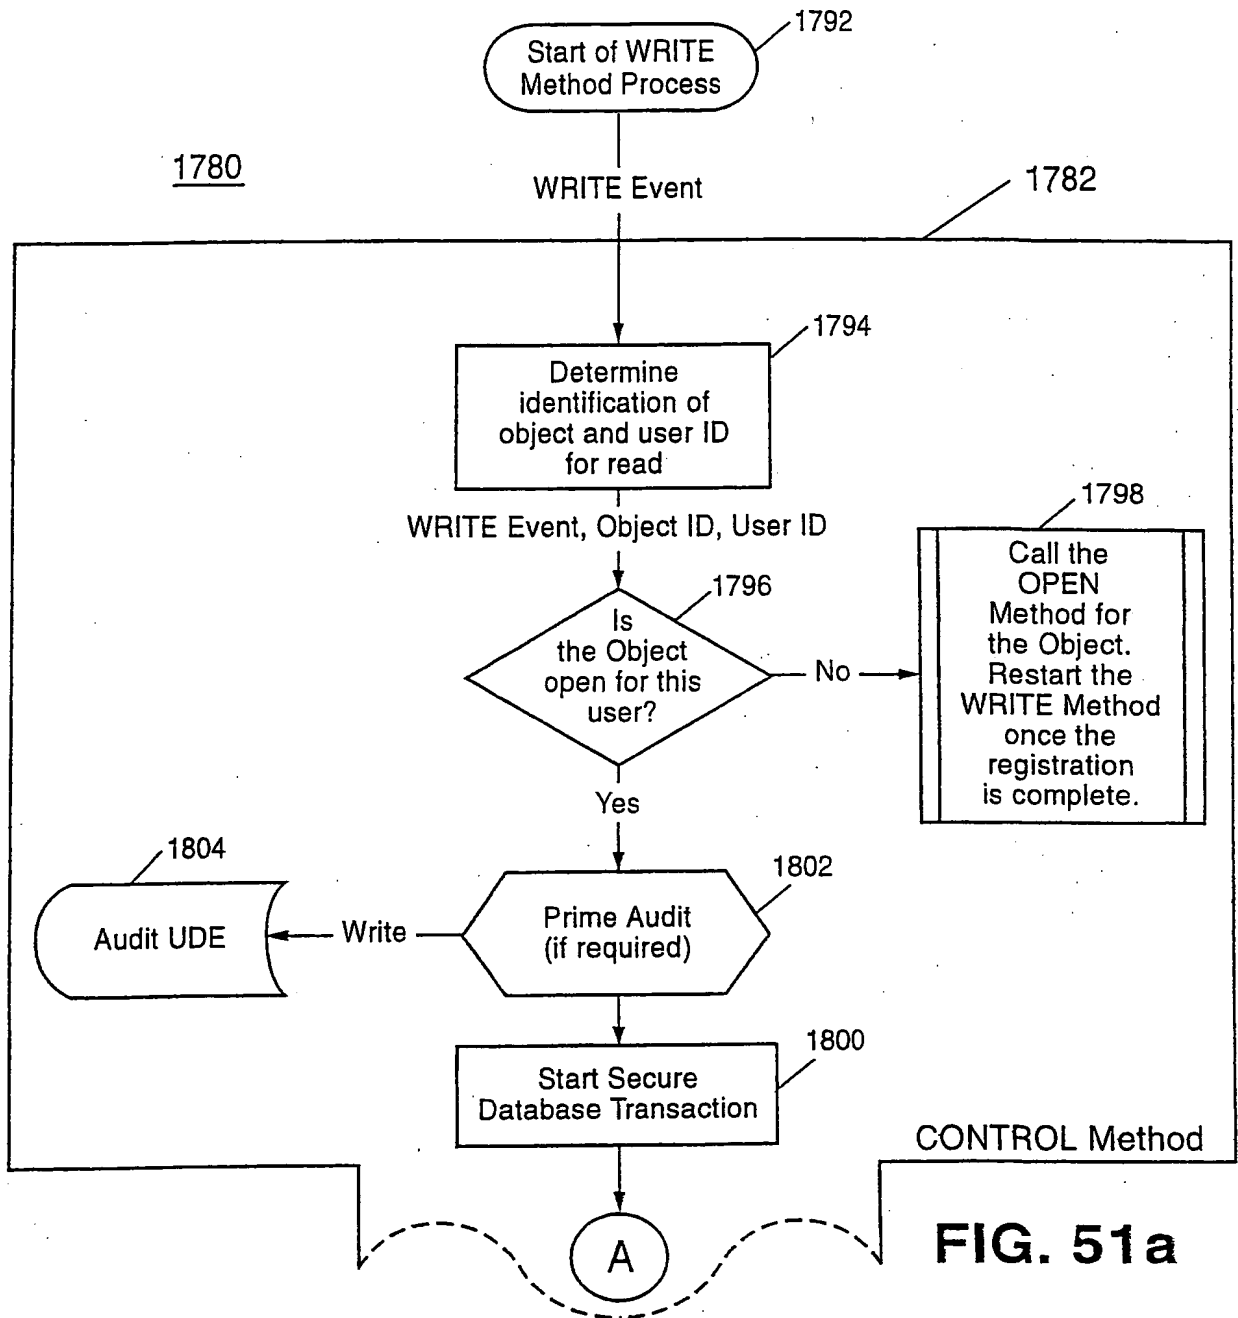 1792
Start of WRITE
Method Process
1780
WRITE Event
1782
1794
Determine
identification of
object and user ID
for read
WRITE Event, Object ID, User ID
1798
Call the
OPEN
Method for
the Object.
Restart the
WRITE Method
once the
registration
is complete.
1796
Is
the Object
open for this
user?
No
Yes
1804
Audit UDE
Write
1802
Prime Audit
(if required)
1800
Start Secure
Database Transaction
CONTROL Method
A
FIG. 51a